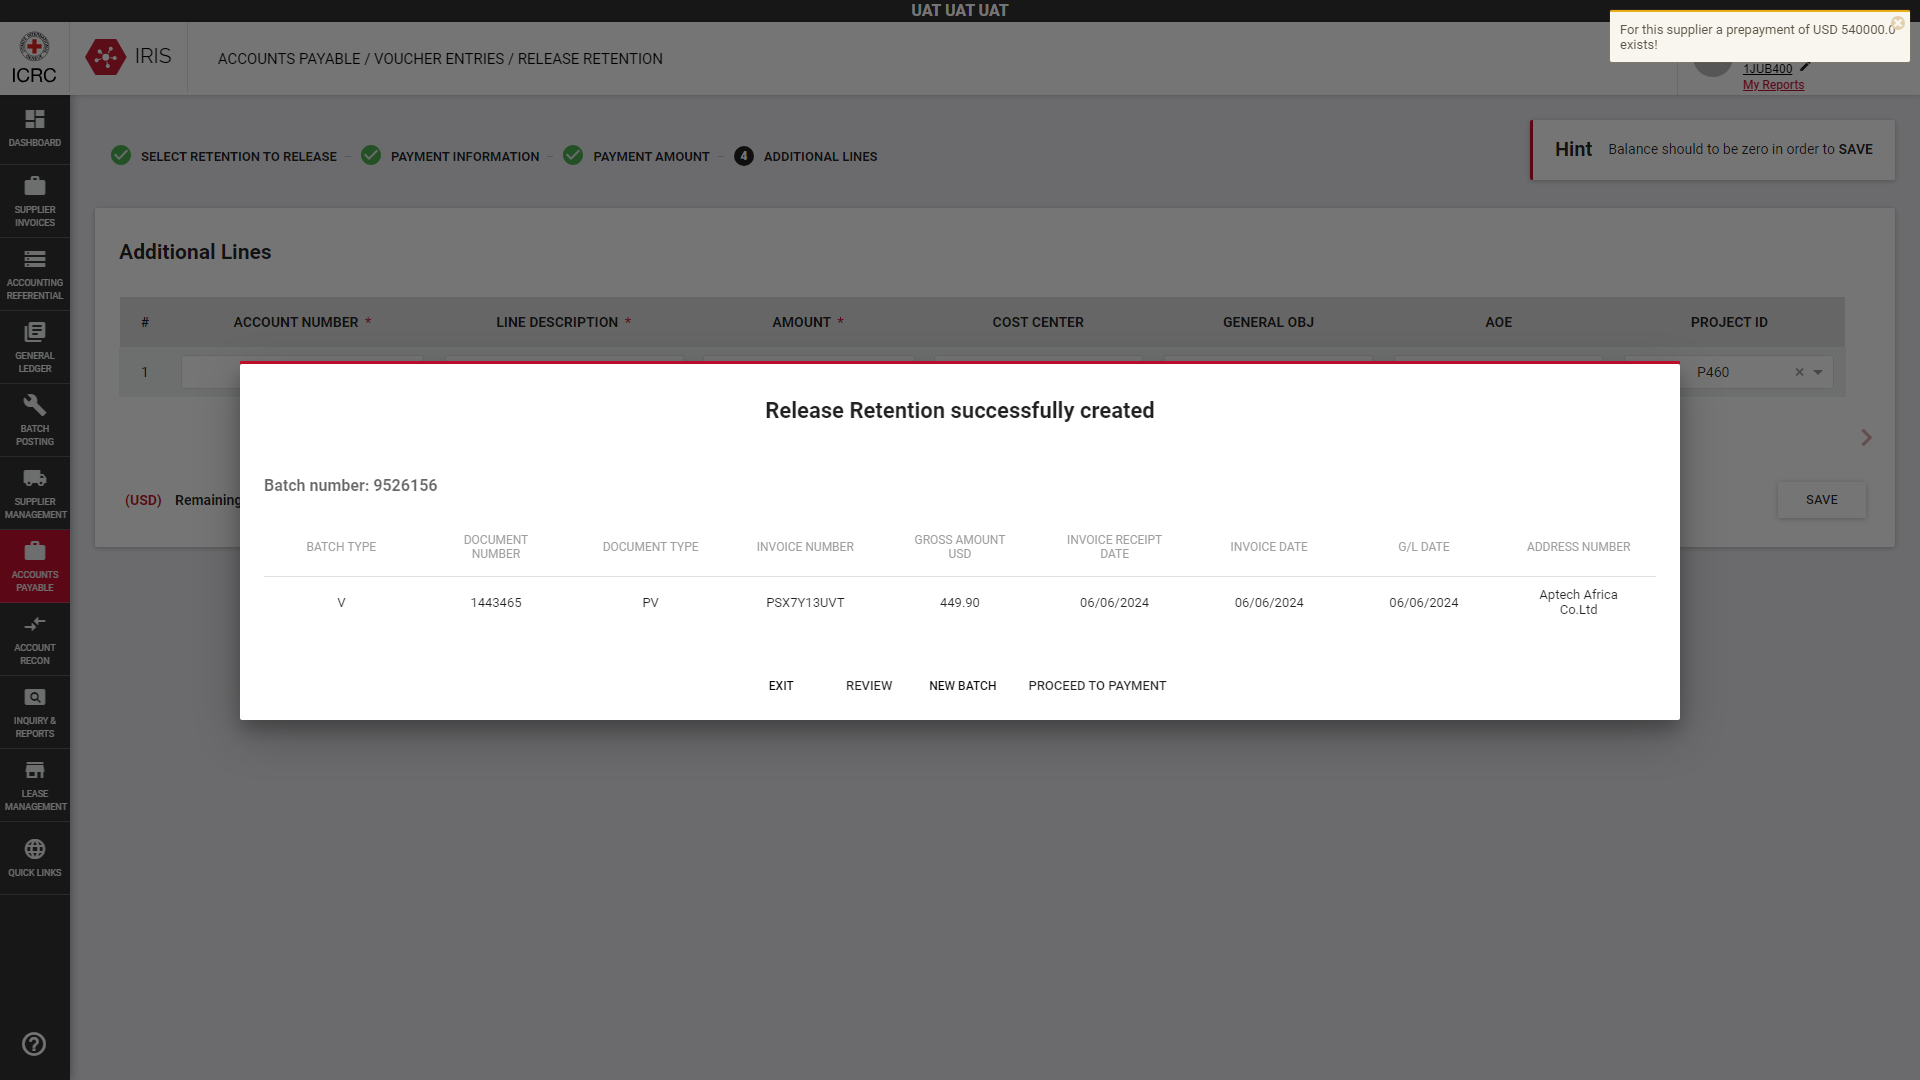 UAT UAT UAT
For this supplier a prepayment of USD 540000.0
exists!
ICRC
IRIS
ACCOUNTS PAYABLE / VOUCHER ENTRIES / RELEASE RETENTION
1JUB400
My Reports
DASHBOARD
SUPPLIER
INVOICES
ACCOUNTING
REFERENTIAL
GENERAL
LEDGER
BATCH
POSTING
SUPPLIER
MANAGEMENT
ACCOUNTS
PAYABLE
ACCOUNT
RECON
INQUIRY &
REPORTS
LEASE
MANAGEMENT
QUICK LINKS
SELECT RETENTION TO RELEASE
PAYMENT INFORMATION
PAYMENT AMOUNT
4 ADDITIONAL LINES
Hint Balance should to be zero in order to SAVE
Additional Lines
# ACCOUNT NUMBER * LINE DESCRIPTION * AMOUNT * COST CENTER GENERAL OBJ AOE PROJECT ID
1 P460
(USD) Remaining
SAVE
Release Retention successfully created
Batch number: 9526156
BATCH TYPE DOCUMENT NUMBER DOCUMENT TYPE INVOICE NUMBER GROSS AMOUNT USD INVOICE RECEIPT DATE INVOICE DATE G/L DATE ADDRESS NUMBER
V 1443465 PV PSX7Y13UVT 449.90 06/06/2024 06/06/2024 06/06/2024 Aptech Africa Co.Ltd
EXIT REVIEW NEW BATCH PROCEED TO PAYMENT